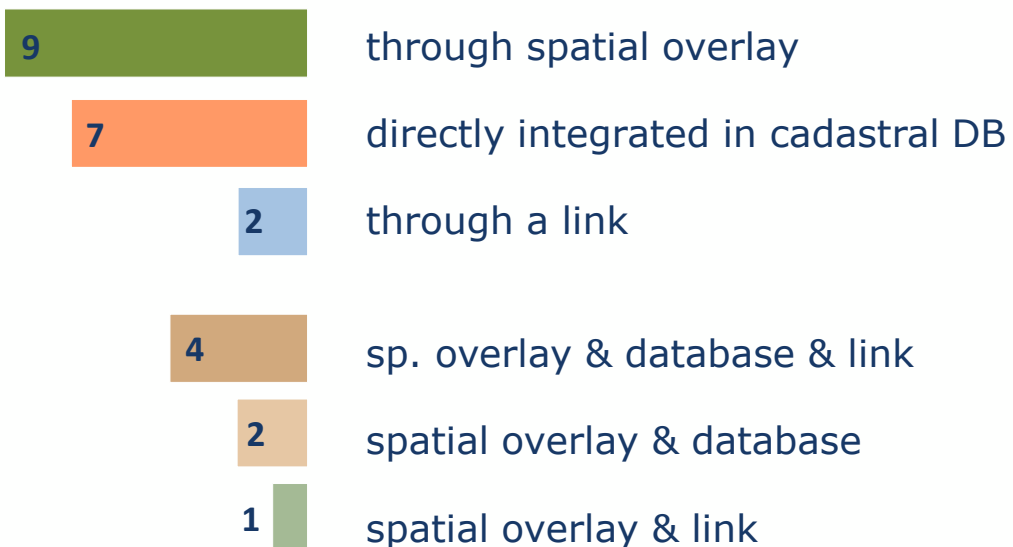 9 through spatial overlay
7 directly integrated in cadastral DB
2 through a link
4 sp. overlay & database & link
2 spatial overlay & database
1 spatial overlay & link